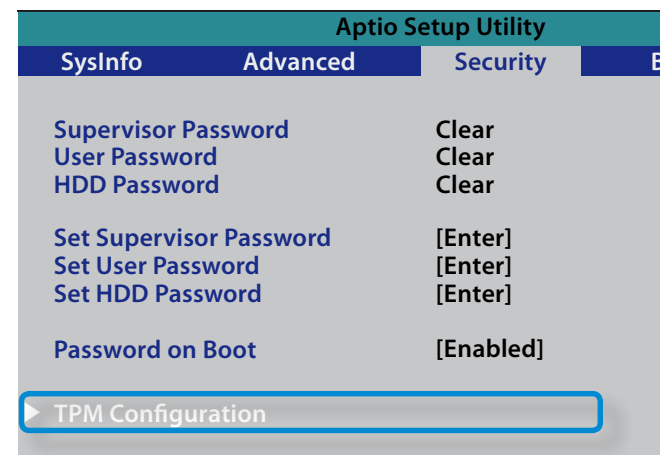 Aptio Setup Utility
SysInfo Advanced Security B
Supervisor Password Clear
User Password Clear
HDD Password Clear
Set Supervisor Password [Enter]
Set User Password [Enter]
Set HDD Password [Enter]
Password on Boot [Enabled]
TPM Configuration